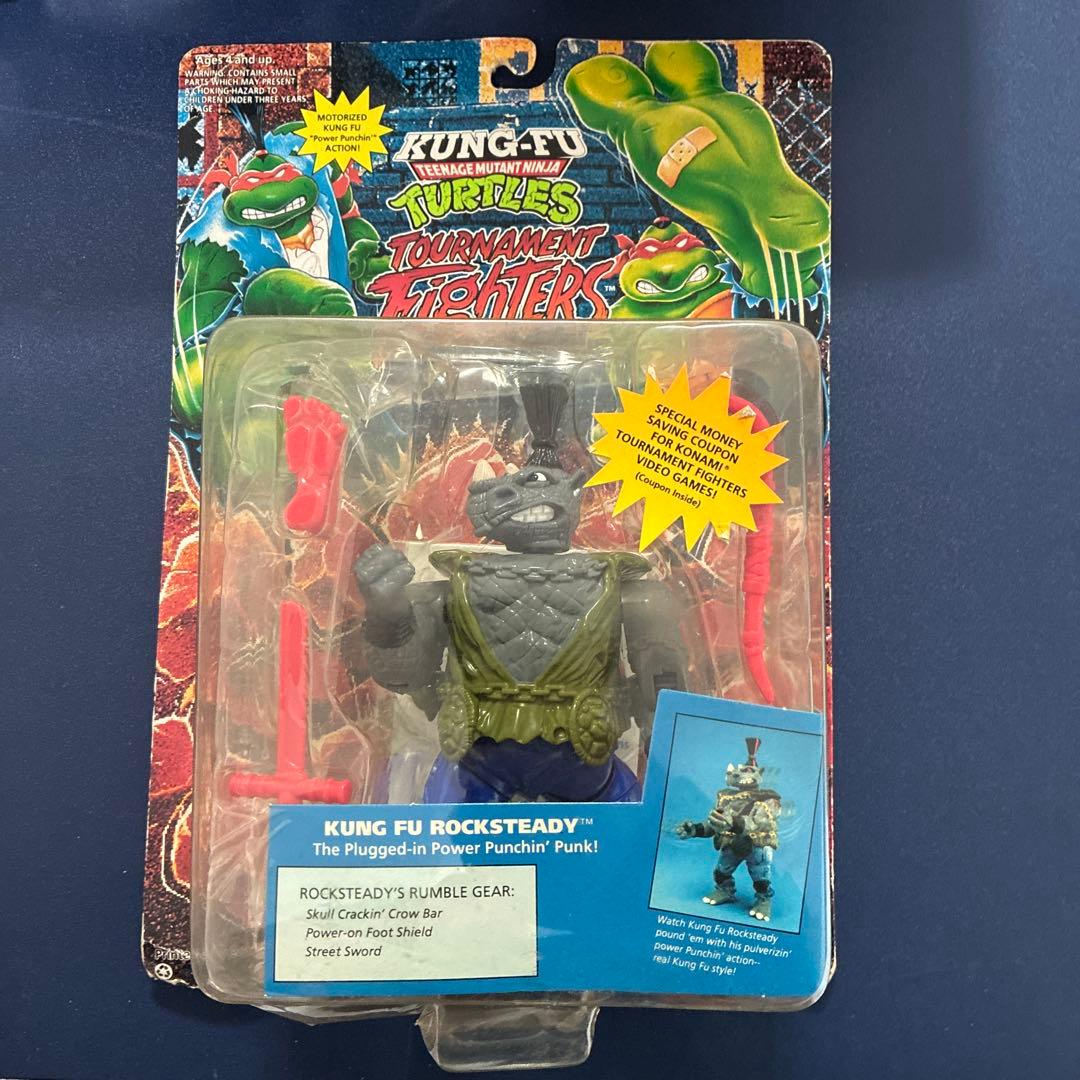 Ages 4 and up.
WARNING: CONTAINS SMALL
PARTS WHICH MAY PRESENT
A CHOKING HAZARD TO
CHILDREN UNDER THREE YEARS
OF AGE.
MOTORIZED
KUNG FU
"Power Punchin'"
ACTION!
KUNG-FU
TEENAGE MUTANT NINJA
TURTLES
TOURNAMENT
FIGHTERS™
SPECIAL MONEY
SAVING COUPON
FOR KONAMI®
TOURNAMENT FIGHTERS
VIDEO GAMES!
(Coupon Inside)
KUNG FU ROCKSTEADY™
The Plugged-in Power Punchin' Punk!
ROCKSTEADY'S RUMBLE GEAR:
Skull Crackin' Crow Bar
Power-on Foot Shield
Street Sword
Watch Kung Fu Rocksteady
pound 'em with his pulverizin'
power Punchin' action--
real Kung Fu style!